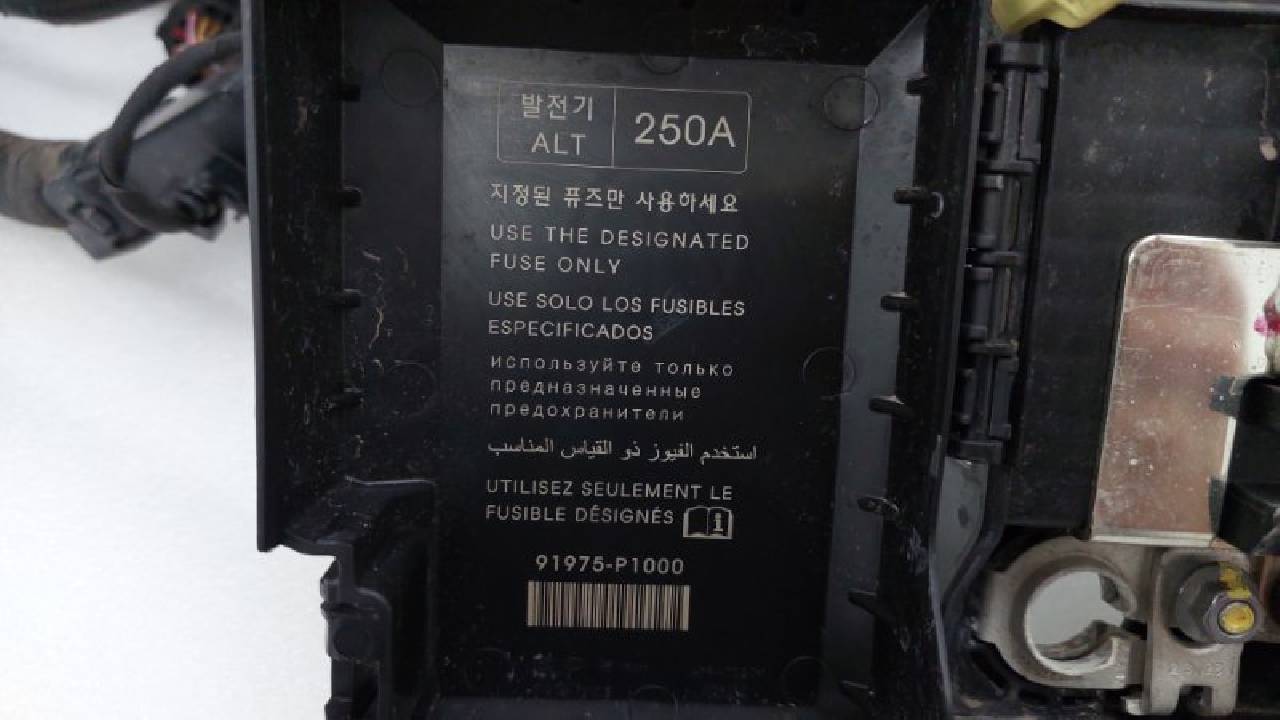 발전기
ALT
250A
지정된 퓨즈만 사용하세요
USE THE DESIGNATED
FUSE ONLY
USE SOLO LOS FUSIBLES
ESPECIFICADOS
используйте только
предназначенные
предохранители
استخدم الفيوز ذو القياس المناسب
UTILISEZ SEULEMENT LE
FUSIBLE DÉSIGNÉS
91975-P1000